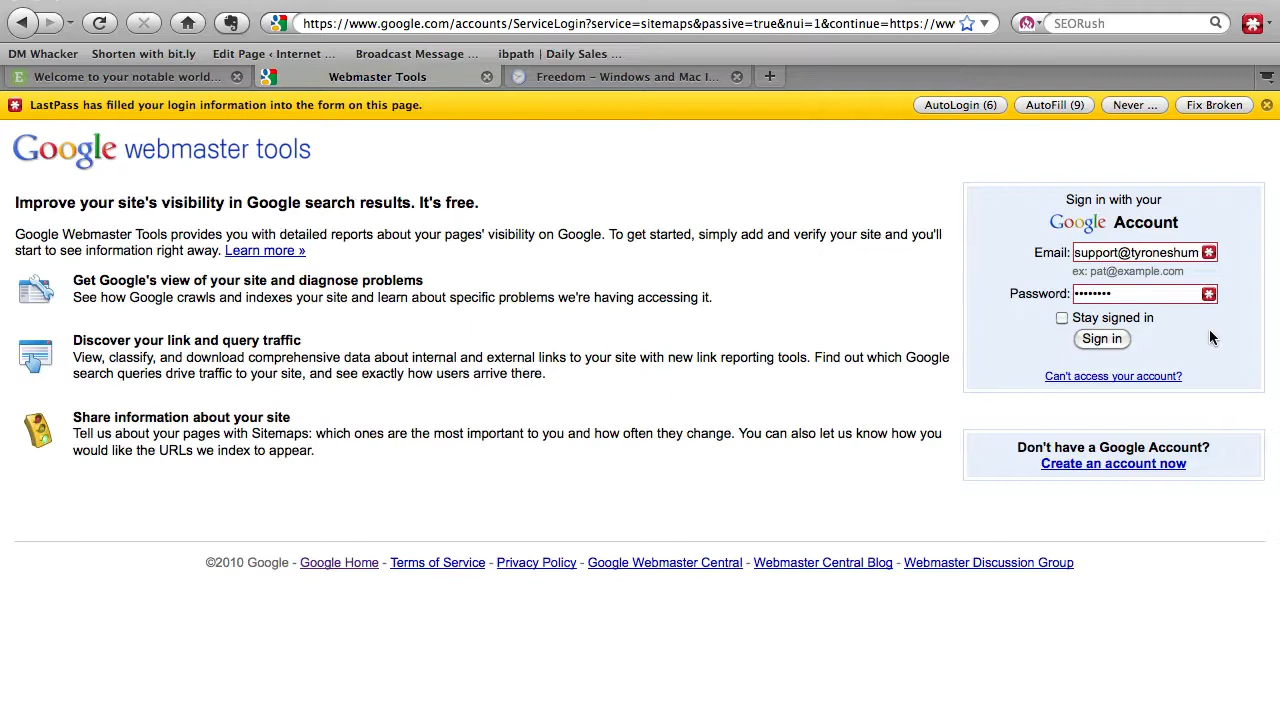 https://www.google.com/accounts/ServiceLogin?service=sitemaps&passive=true&nui=1&continue=https://ww
SEORush
DM Whacker Shorten with bit.ly Edit Page ‹ Internet ... Broadcast Message ... ibpath | Daily Sales ...
E Welcome to your notable world... Webmaster Tools Freedom – Windows and Mac I...
LastPass has filled your login information into the form on this page. AutoLogin (6) AutoFill (9) Never ... Fix Broken
Google webmaster tools
Improve your site's visibility in Google search results. It's free.
Google Webmaster Tools provides you with detailed reports about your pages' visibility on Google. To get started, simply add and verify your site and you'll
start to see information right away. Learn more »
Get Google's view of your site and diagnose problems
See how Google crawls and indexes your site and learn about specific problems we're having accessing it.
Discover your link and query traffic
View, classify, and download comprehensive data about internal and external links to your site with new link reporting tools. Find out which Google
search queries drive traffic to your site, and see exactly how users arrive there.
Share information about your site
Tell us about your pages with Sitemaps: which ones are the most important to you and how often they change. You can also let us know how you
would like the URLs we index to appear.
Sign in with your
Google Account
Email: support@tyroneshum
ex: pat@example.com
Password: ••••••••
Stay signed in
Sign in
Can't access your account?
Don't have a Google Account?
Create an account now
©2010 Google - Google Home - Terms of Service - Privacy Policy - Google Webmaster Central - Webmaster Central Blog - Webmaster Discussion Group